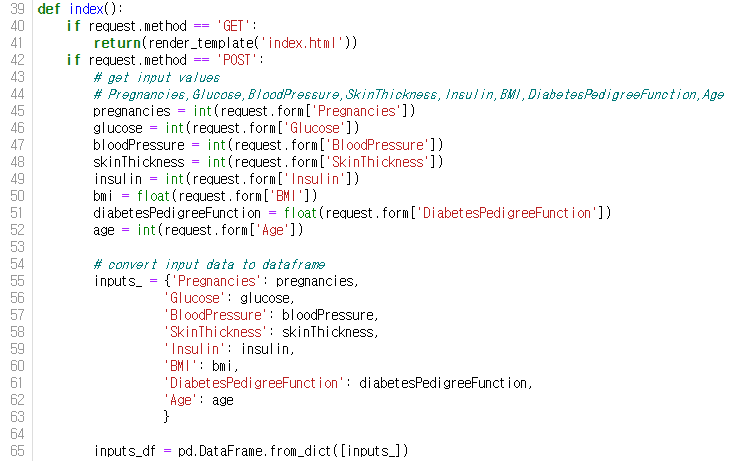 39 def index():
40     if request.method == 'GET':
41         return(render_template('index.html'))
42     if request.method == 'POST':
43         # get input values
44         # Pregnancies,Glucose,BloodPressure,SkinThickness,Insulin,BMI,DiabetesPedigreeFunction,Age
45         pregnancies = int(request.form['Pregnancies'])
46         glucose = int(request.form['Glucose'])
47         bloodPressure = int(request.form['BloodPressure'])
48         skinThickness = int(request.form['SkinThickness'])
49         insulin = int(request.form['Insulin'])
50         bmi = float(request.form['BMI'])
51         diabetesPedigreeFunction = float(request.form['DiabetesPedigreeFunction'])
52         age = int(request.form['Age'])
53
54         # convert input data to dataframe
55         inputs_ = {'Pregnancies': pregnancies,
56                    'Glucose': glucose,
57                    'BloodPressure': bloodPressure,
58                    'SkinThickness': skinThickness,
59                    'Insulin': insulin,
60                    'BMI': bmi,
61                    'DiabetesPedigreeFunction': diabetesPedigreeFunction,
62                    'Age': age
63                    }
64
65         inputs_df = pd.DataFrame.from_dict([inputs_])